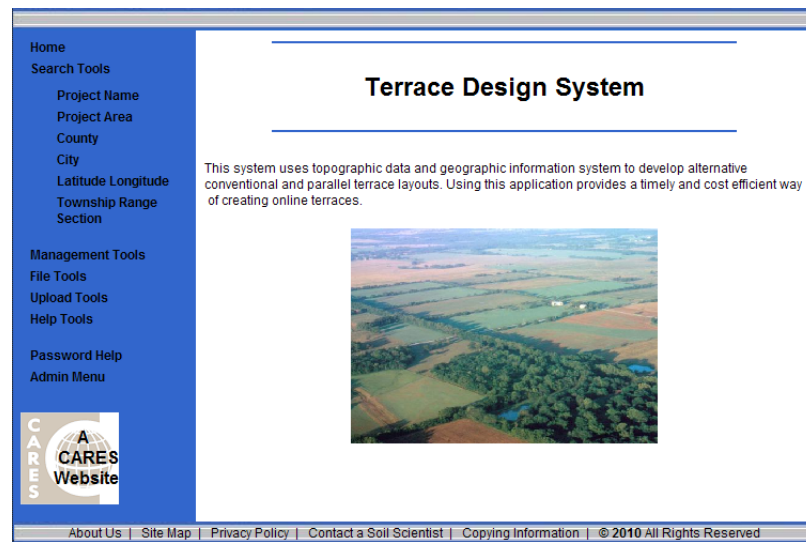 Home
Search Tools
Project Name
Project Area
County
City
Latitude Longitude
Township Range
Section
Management Tools
File Tools
Upload Tools
Help Tools
Password Help
Admin Menu
CARES
A
CARES
Website
Terrace Design System
This system uses topographic data and geographic information system to develop alternative
conventional and parallel terrace layouts. Using this application provides a timely and cost efficient way
of creating online terraces.
About Us | Site Map | Privacy Policy | Contact a Soil Scientist | Copying Information | © 2010 All Rights Reserved